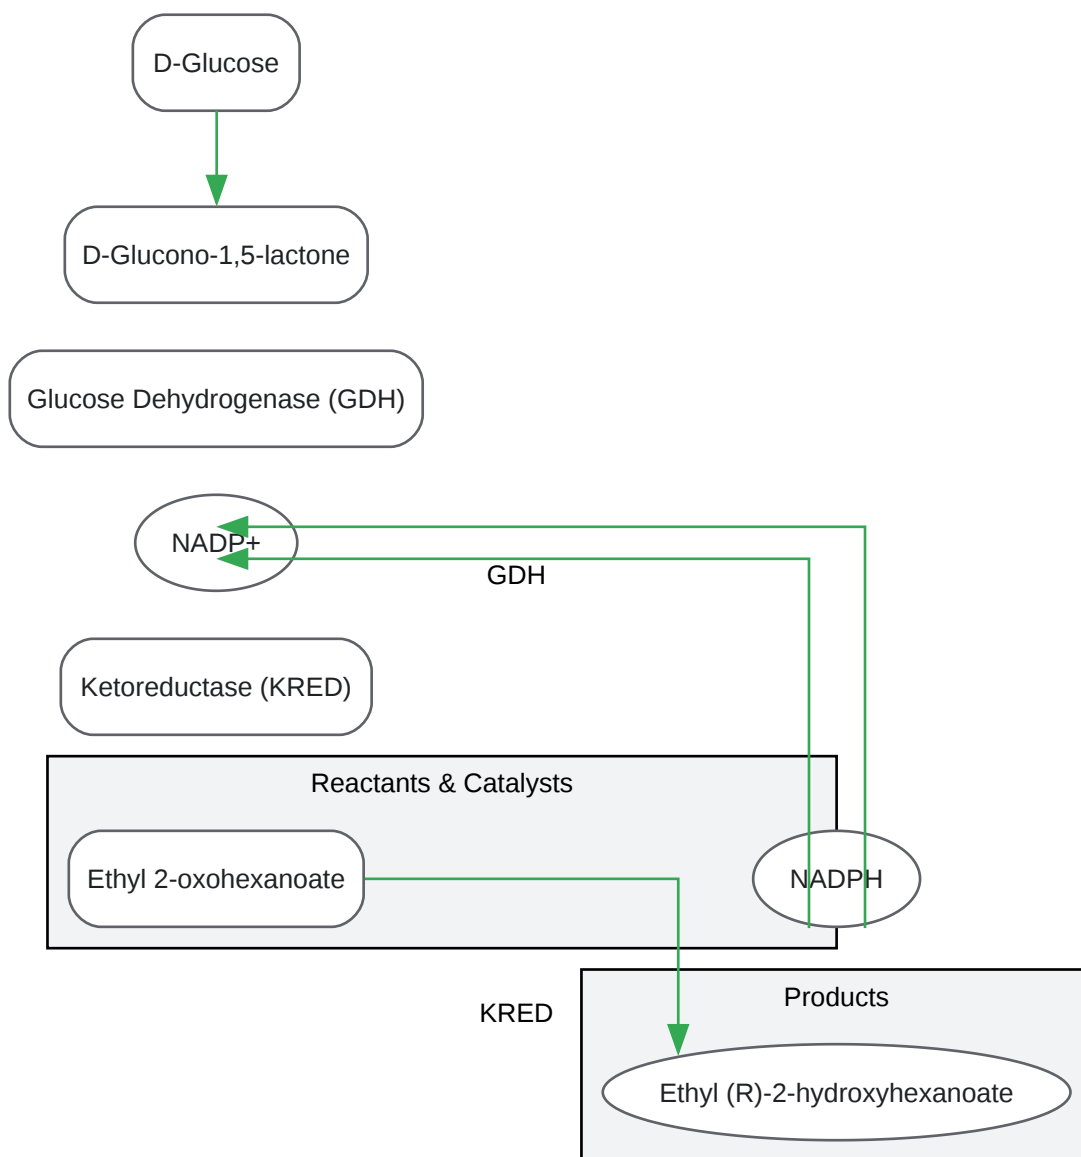 D-Glucose
D-Glucono-1,5-lactone
Glucose Dehydrogenase (GDH)
NADP+
GDH
Ketoreductase (KRED)
Reactants & Catalysts
Ethyl 2-oxohexanoate
NADPH
Products
KRED
Ethyl (R)-2-hydroxyhexanoate